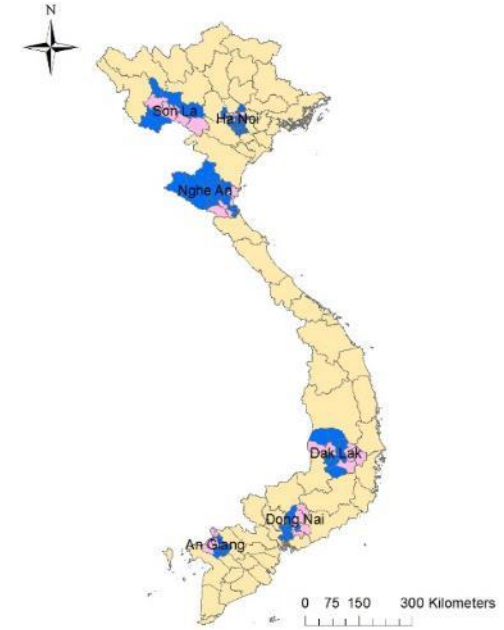 N
Son La
Ha Noi
Nghe An
Dak Lak
Dong Nai
An Giang
0 75 150 300 Kilometers